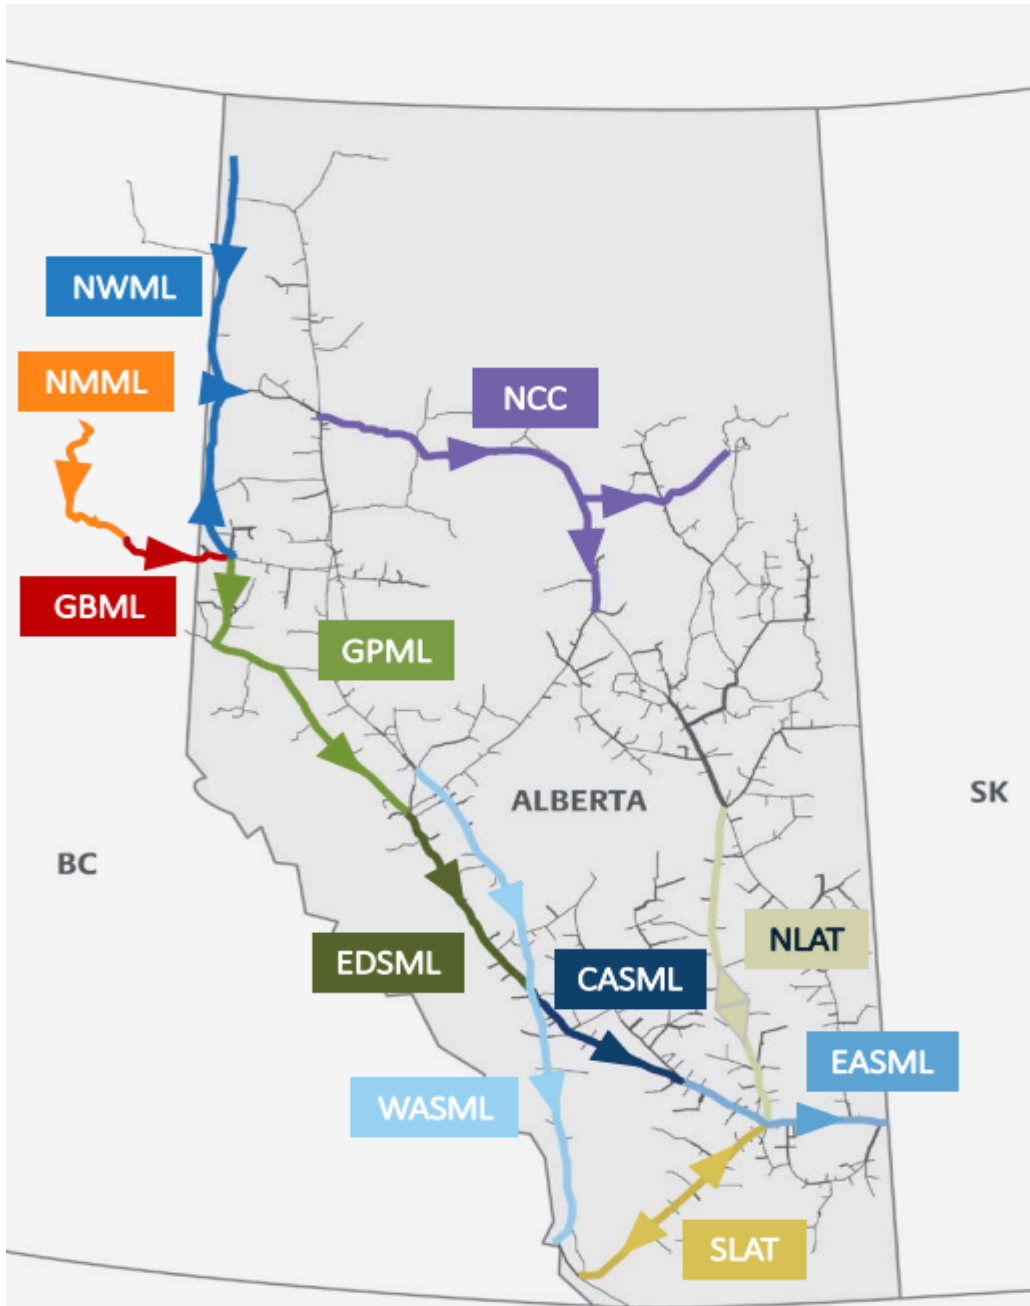 NWML
NMML
NCC
GBML
GPML
ALBERTA
SK
BC
NLAT
EDSML
CASML
EASML
WASML
SLAT